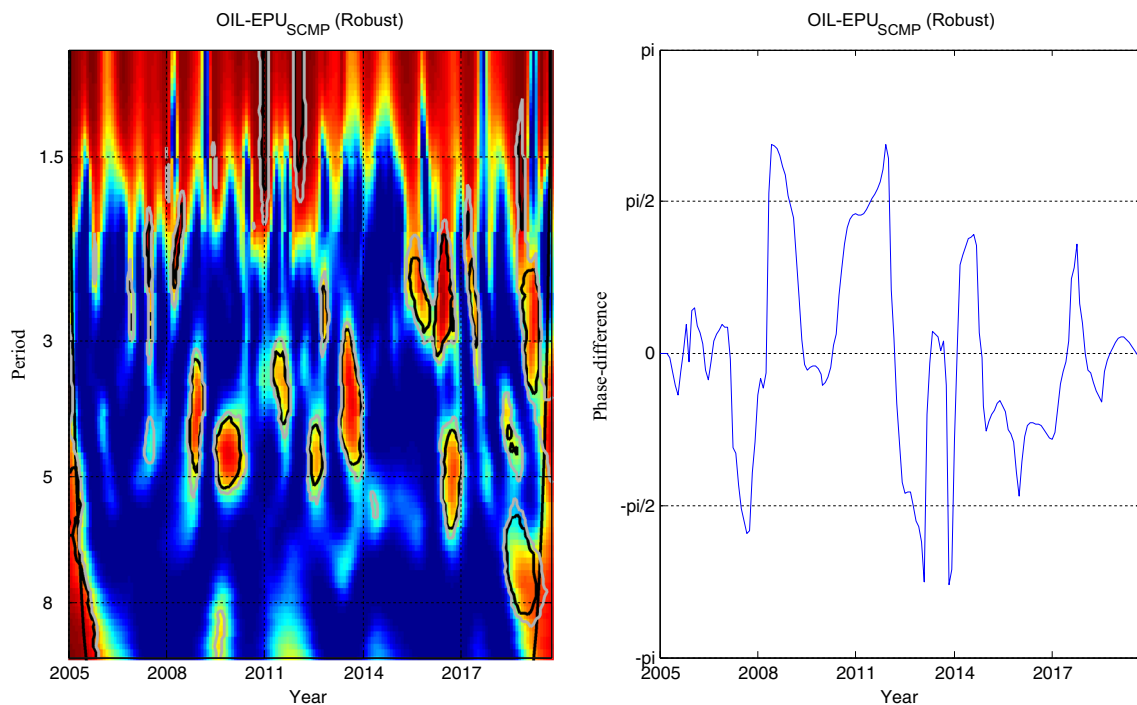 OIL-EPU_SCMP (Robust)
Period
1.5
3
5
8
2005 2008 2011 2014 2017
Year
OIL-EPU_SCMP (Robust)
Phase-difference
pi
pi/2
0
-pi/2
-pi
2005 2008 2011 2014 2017
Year